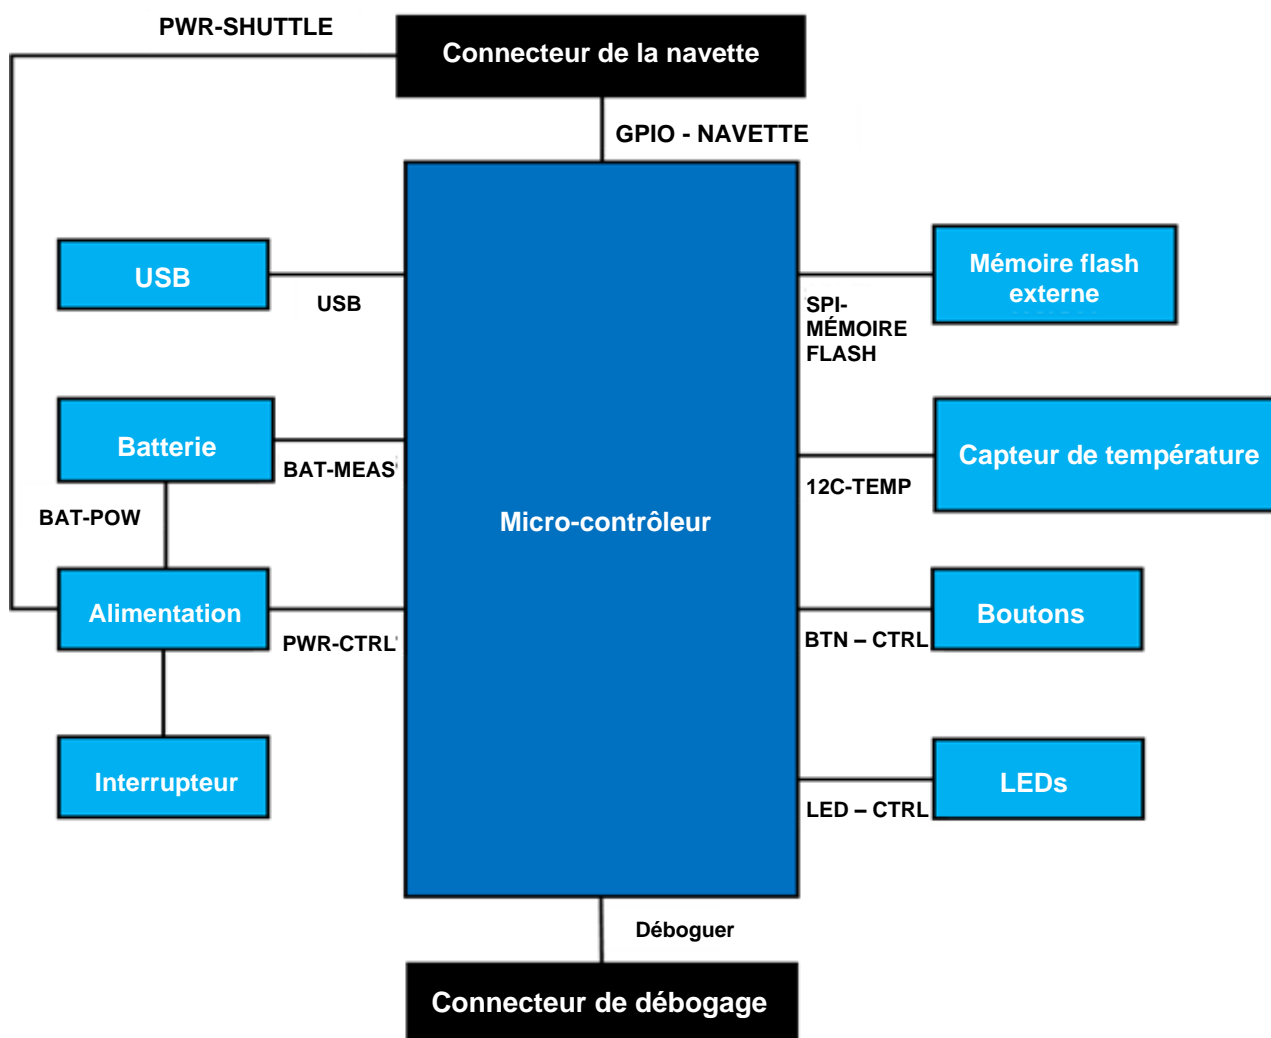 PWR-SHUTTLE
Connecteur de la navette
GPIO - NAVETTE
USB
USB
Mémoire flash
externe
SPI-
MÉMOIRE
FLASH
Batterie
BAT-MEAS
Capteur de température
12C-TEMP
BAT-POW
Micro-contrôleur
Alimentation
PWR-CTRL
Boutons
BTN – CTRL
Interrupteur
LEDs
LED – CTRL
Déboguer
Connecteur de débogage